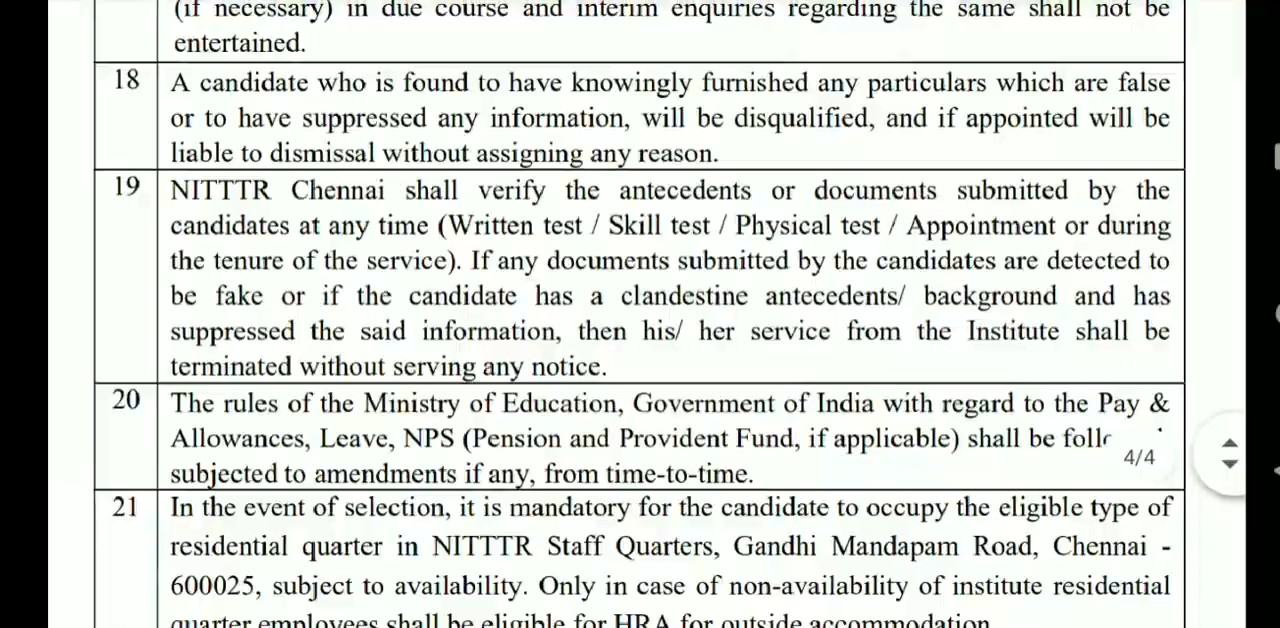 (if necessary) in due course and interim enquiries regarding the same shall not be
entertained.
18 A candidate who is found to have knowingly furnished any particulars which are false
or to have suppressed any information, will be disqualified, and if appointed will be
liable to dismissal without assigning any reason.
19 NITTTR Chennai shall verify the antecedents or documents submitted by the
candidates at any time (Written test / Skill test / Physical test / Appointment or during
the tenure of the service). If any documents submitted by the candidates are detected to
be fake or if the candidate has a clandestine antecedents/ background and has
suppressed the said information, then his/ her service from the Institute shall be
terminated without serving any notice.
20 The rules of the Ministry of Education, Government of India with regard to the Pay &
Allowances, Leave, NPS (Pension and Provident Fund, if applicable) shall be
4/4
subjected to amendments if any, from time-to-time.
21 In the event of selection, it is mandatory for the candidate to occupy the eligible type of
residential quarter in NITTTR Staff Quarters, Gandhi Mandapam Road, Chennai -
600025, subject to availability. Only in case of non-availability of institute residential
quarter employees shall be eligible for HRA for outside accommodation